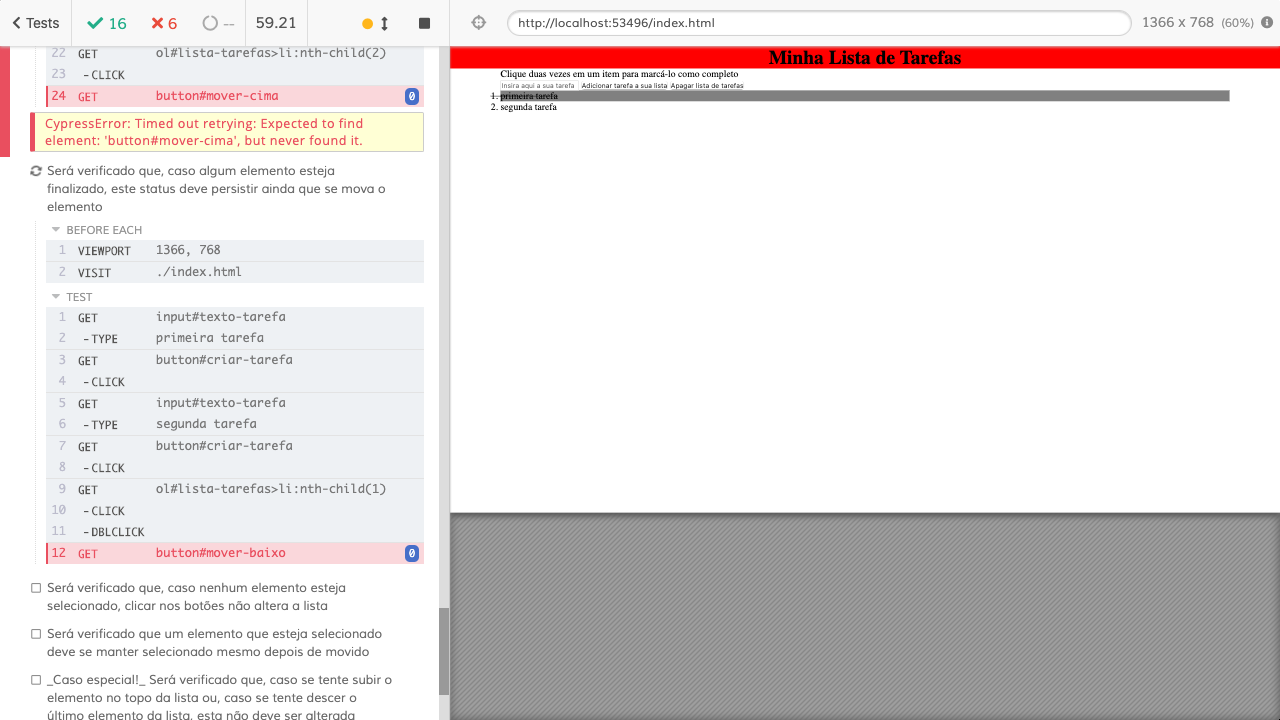 Tests 16 6 -- 59.21
22 GET ol#lista-tarefas>li:nth-child(2)
23 -CLICK
24 GET button#mover-cima 0
CypressError: Timed out retrying: Expected to find
element: 'button#mover-cima', but never found it.
Será verificado que, caso algum elemento esteja
finalizado, este status deve persistir ainda que se mova o
elemento
BEFORE EACH
1 VIEWPORT 1366, 768
2 VISIT ./index.html
TEST
1 GET input#texto-tarefa
2 -TYPE primeira tarefa
3 GET button#criar-tarefa
4 -CLICK
5 GET input#texto-tarefa
6 -TYPE segunda tarefa
7 GET button#criar-tarefa
8 -CLICK
9 GET ol#lista-tarefas>li:nth-child(1)
10 -CLICK
11 -DBLCLICK
12 GET button#mover-baixo 0
Será verificado que, caso nenhum elemento esteja
selecionado, clicar nos botões não altera a lista
Será verificado que um elemento que esteja selecionado
deve se manter selecionado mesmo depois de movido
_Caso especial!_ Será verificado que, caso se tente subir o
elemento no topo da lista ou, caso se tente descer o
último elemento da lista, esta não deve ser alterada
http://localhost:53496/index.html 1366 x 768 (60%)
Minha Lista de Tarefas
Clique duas vezes em um item para marcá-lo como completo
Insira aqui a sua tarefa Adicionar tarefa a sua lista Apagar lista de tarefas
1. primeira tarefa
2. segunda tarefa